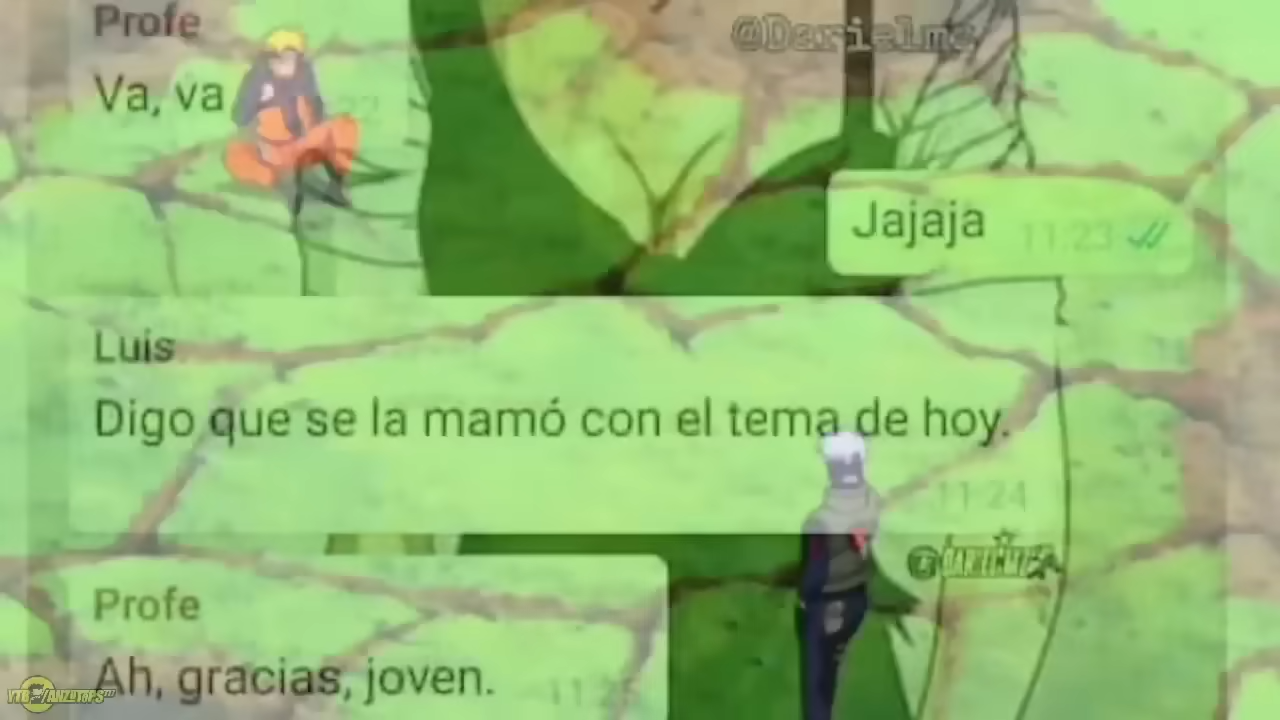 Profe
@Darielme
Va, va
Jajaja
11:23
Luis
Digo que se la mamó con el tema de hoy.
11:24
Profe
Ah, gracias, joven.